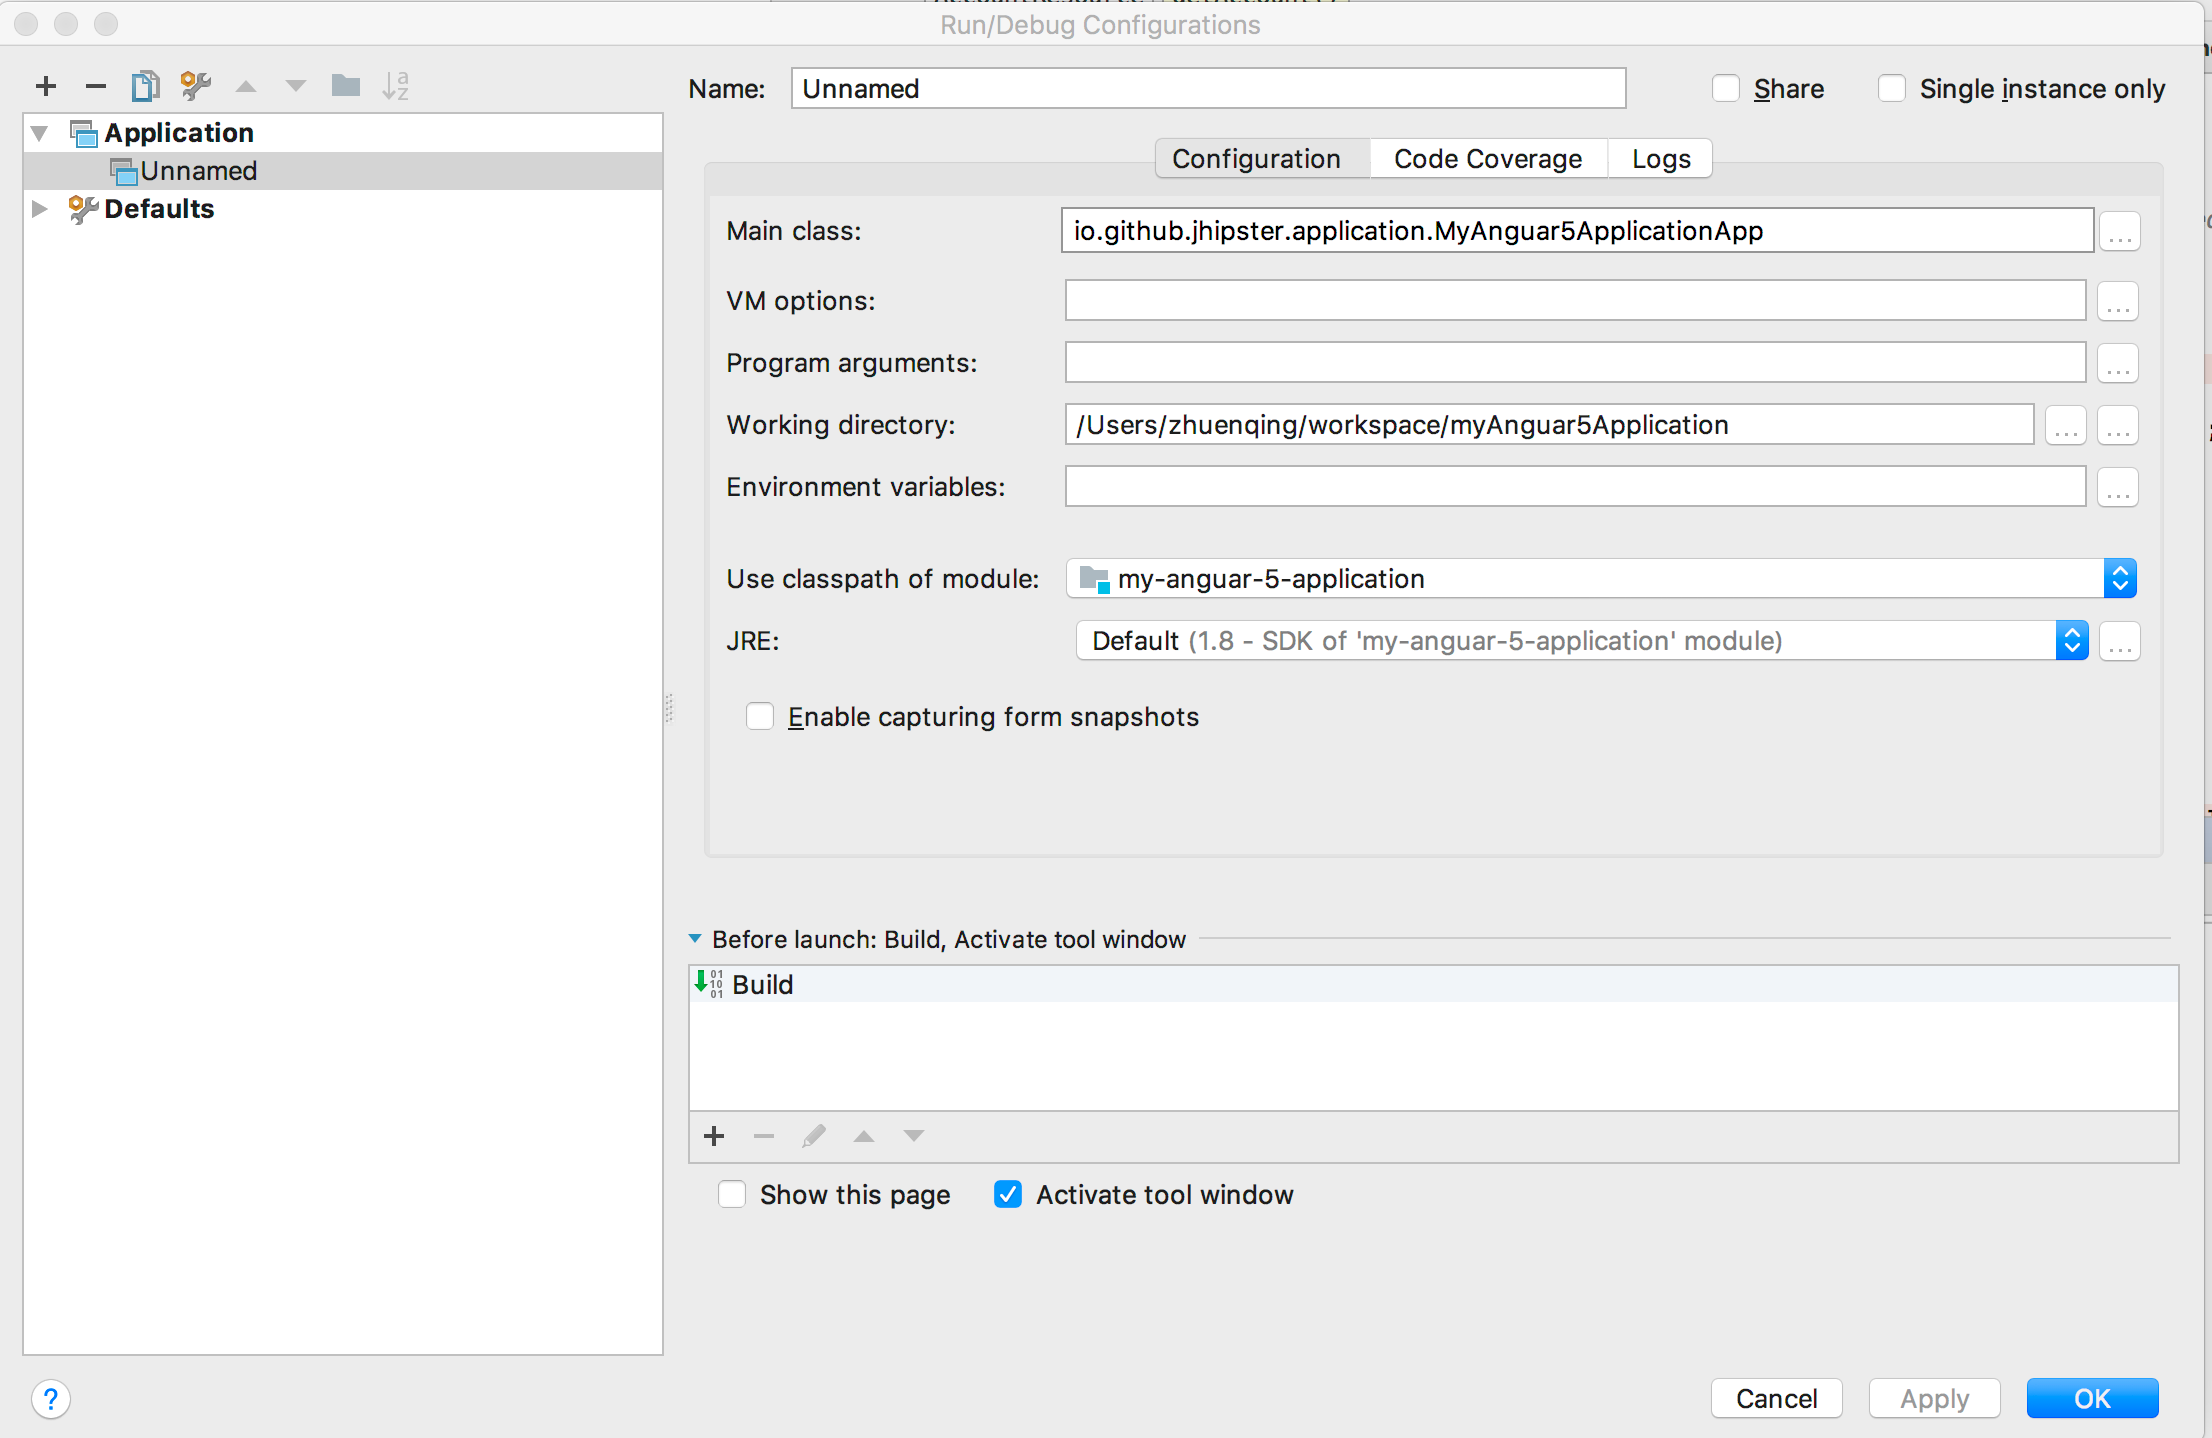 Run/Debug Configurations
Name: Unnamed Share Single instance only
Application
Unnamed
Defaults
Configuration Code Coverage Logs
Main class: io.github.jhipster.application.MyAnguar5ApplicationApp ...
VM options: ...
Program arguments: ...
Working directory: /Users/zhuenqing/workspace/myAnguar5Application ... ...
Environment variables: ...
Use classpath of module: my-anguar-5-application
JRE: Default (1.8 - SDK of 'my-anguar-5-application' module) ...
Enable capturing form snapshots
Before launch: Build, Activate tool window
Build
Show this page Activate tool window
? Cancel Apply OK